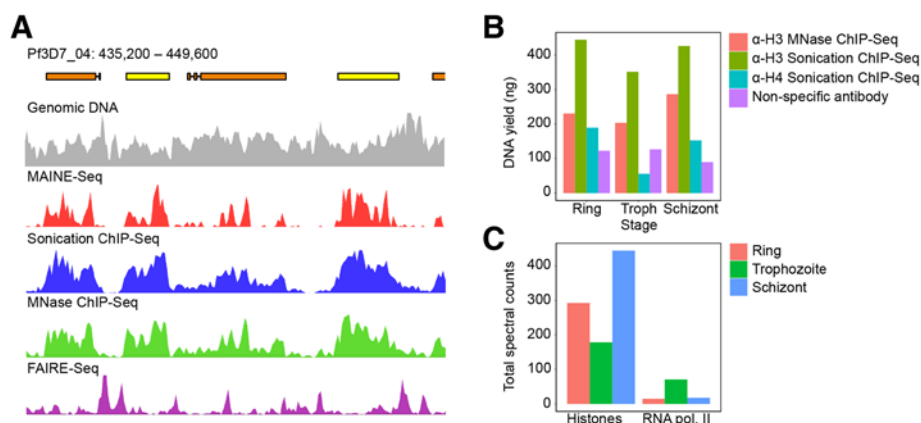 A
Pf3D7_04: 435,200 – 449,600
Genomic DNA
MAINE-Seq
Sonication ChIP-Seq
MNase ChIP-Seq
FAIRE-Seq
B
DNA yield (ng)
400
300
200
100
0
Ring
Troph
Schizont
Stage
α-H3 MNase ChIP-Seq
α-H3 Sonication ChIP-Seq
α-H4 Sonication ChIP-Seq
Non-specific antibody
C
Total spectral counts
400
300
200
100
0
Histones
RNA pol. II
Ring
Trophozoite
Schizont